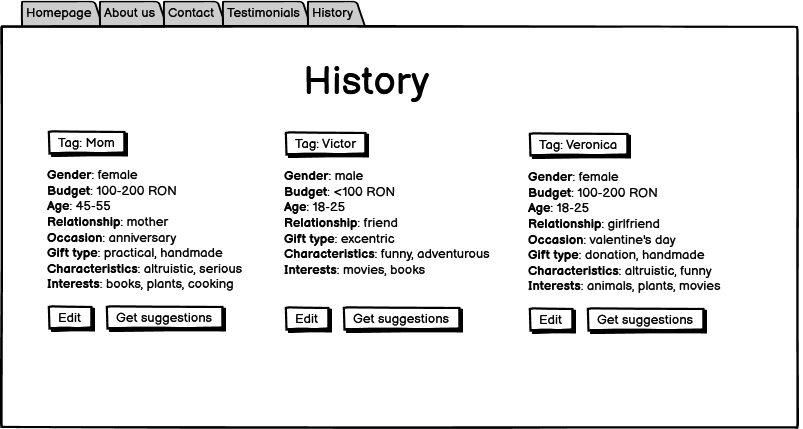 Homepage
About us
Contact
Testimonials
History
History
Tag: Mom
Gender: female
Budget: 100-200 RON
Age: 45-55
Relationship: mother
Occasion: anniversary
Gift type: practical, handmade
Characteristics: altruistic, serious
Interests: books, plants, cooking
Edit
Get suggestions
Tag: Victor
Gender: male
Budget: <100 RON
Age: 18-25
Relationship: friend
Gift type: excentric
Characteristics: funny, adventurous
Interests: movies, books
Edit
Get suggestions
Tag: Veronica
Gender: female
Budget: 100-200 RON
Age: 18-25
Relationship: girlfriend
Occasion: valentine's day
Gift type: donation, handmade
Characteristics: altruistic, funny
Interests: animals, plants, movies
Edit
Get suggestions